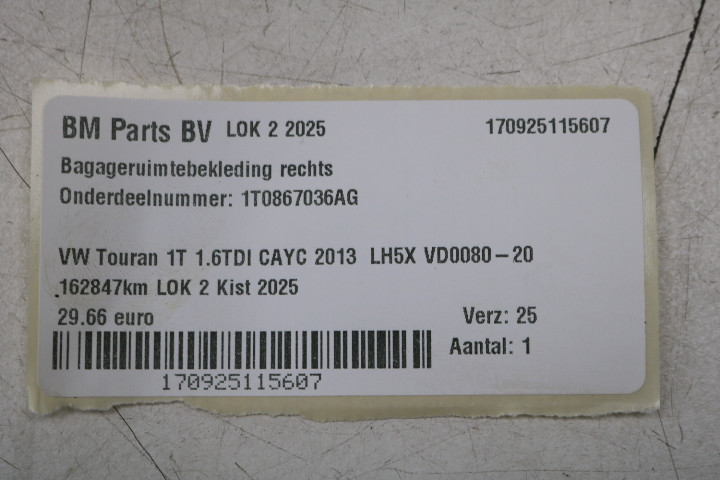 BM Parts BV LOK 2 2025 170925115607
Bagageruimtebekleding rechts
Onderdeelnummer: 1T0867036AG
VW Touran 1T 1.6TDI CAYC 2013 LH5X VD0080-20
162847km LOK 2 Kist 2025
29.66 euro Verz: 25
Aantal: 1
170925115607